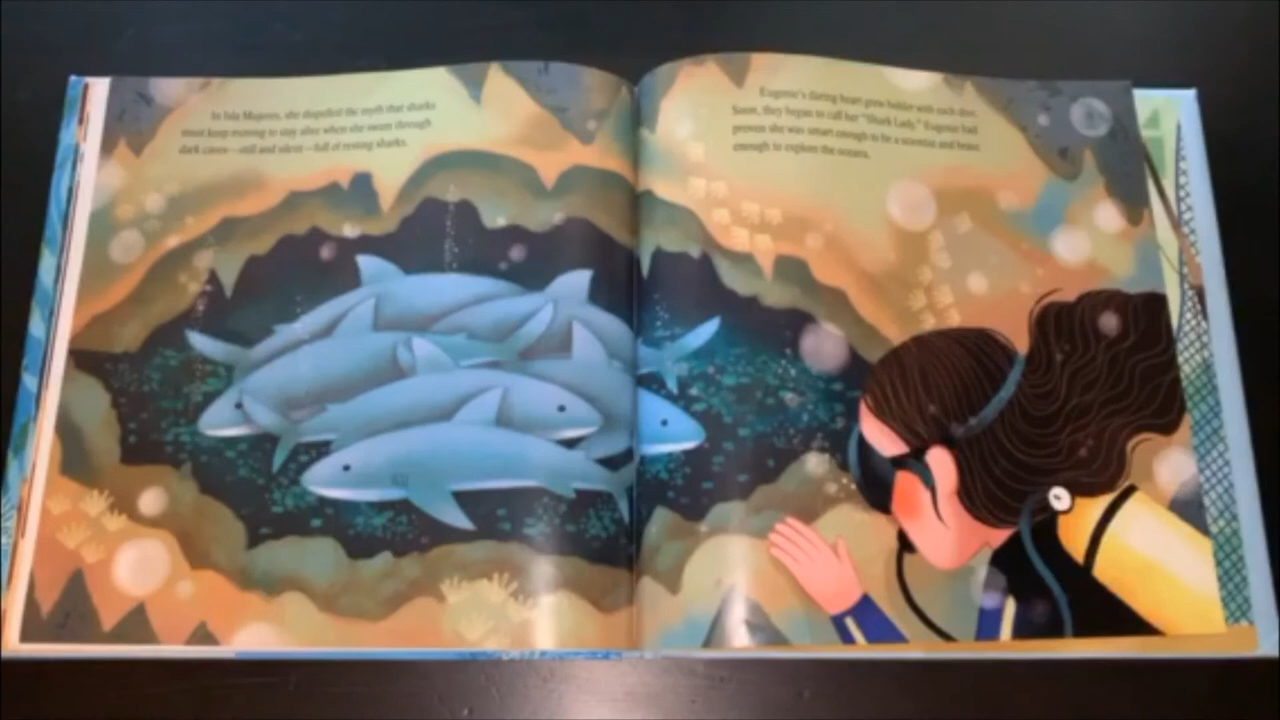 In Isla Mujeres, she dispelled the myth that sharks
must keep moving to stay alive when she swam through
dark caves—still and silent—full of resting sharks.
Eugenie's daring heart grew bolder with each dive.
Soon, they began to call her "Shark Lady." Eugenie had
proven she was smart enough to be a scientist and brave
enough to explore the oceans.